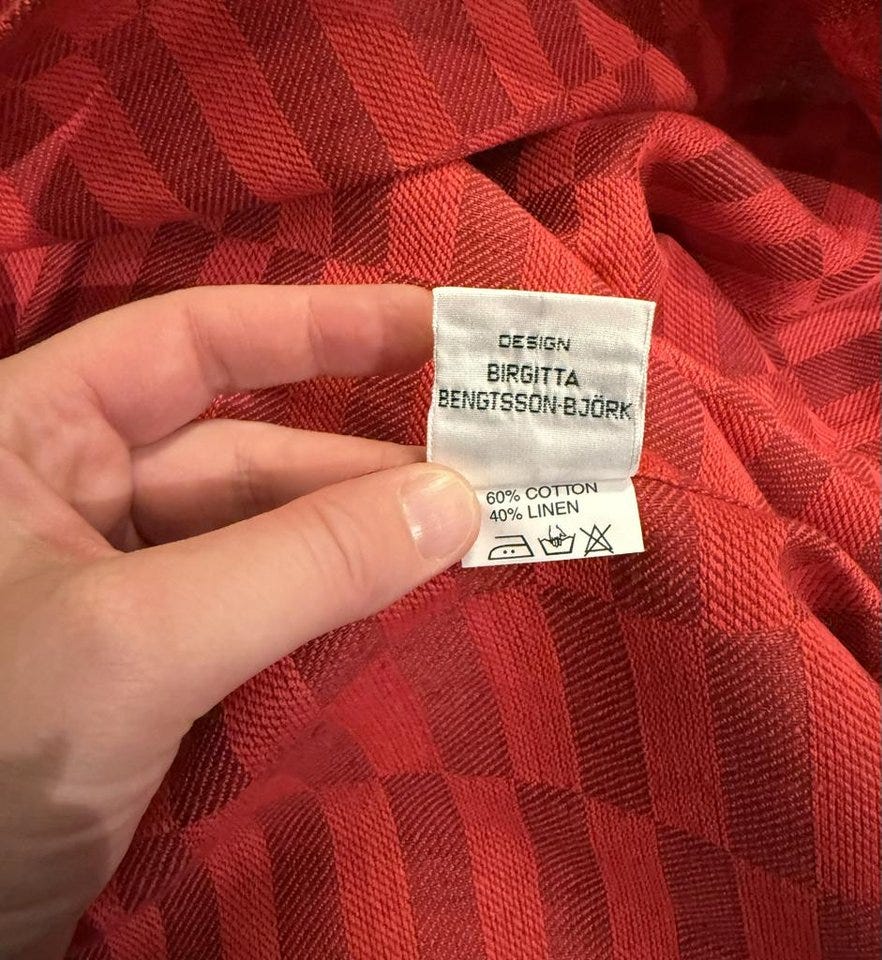 DESIGN
BIRGITTA
BENGTSSON-BJÖRK
60% COTTON
40% LINEN